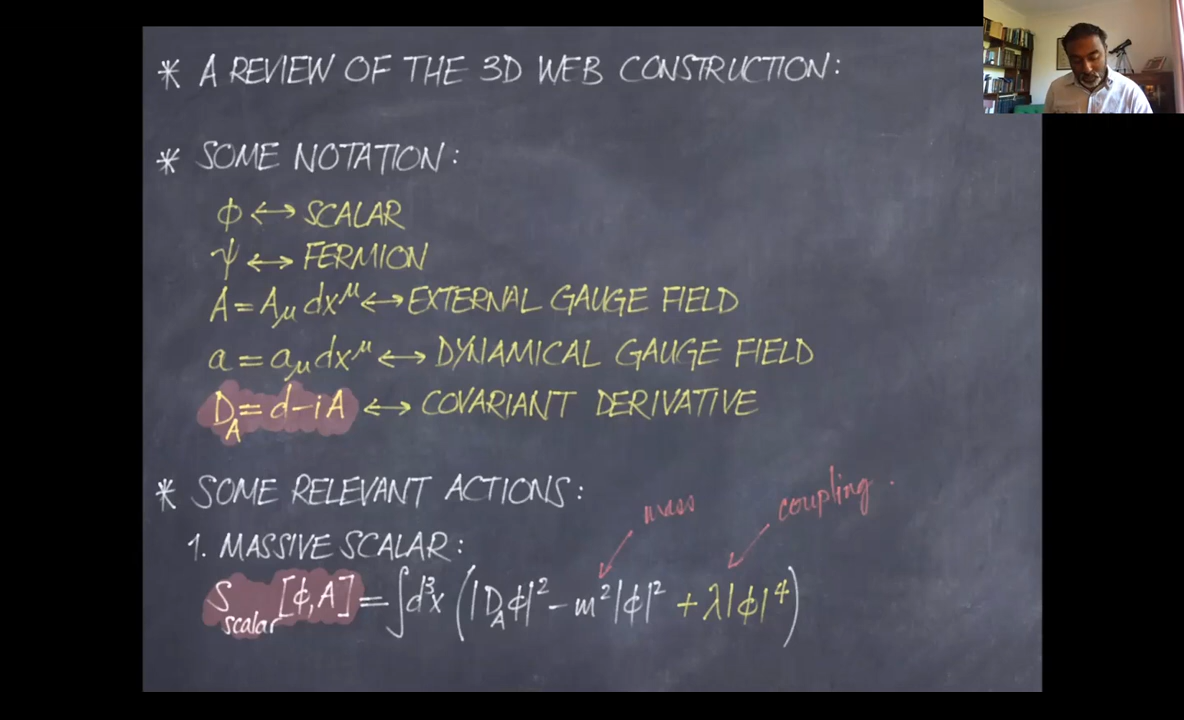 * A REVIEW OF THE 3D WEB CONSTRUCTION:
* SOME NOTATION:
ϕ ↔ SCALAR
ψ ↔ FERMION
A = A_μ dx^μ ↔ EXTERNAL GAUGE FIELD
a = a_μ dx^μ ↔ DYNAMICAL GAUGE FIELD
D_A = d-iA ↔ COVARIANT DERIVATIVE
* SOME RELEVANT ACTIONS:
mass coupling.
1. MASSIVE SCALAR:
S_scalar [ϕ,A] = ∫d³x (|D_Aϕ|² - m²|ϕ|² + λ|ϕ|⁴)